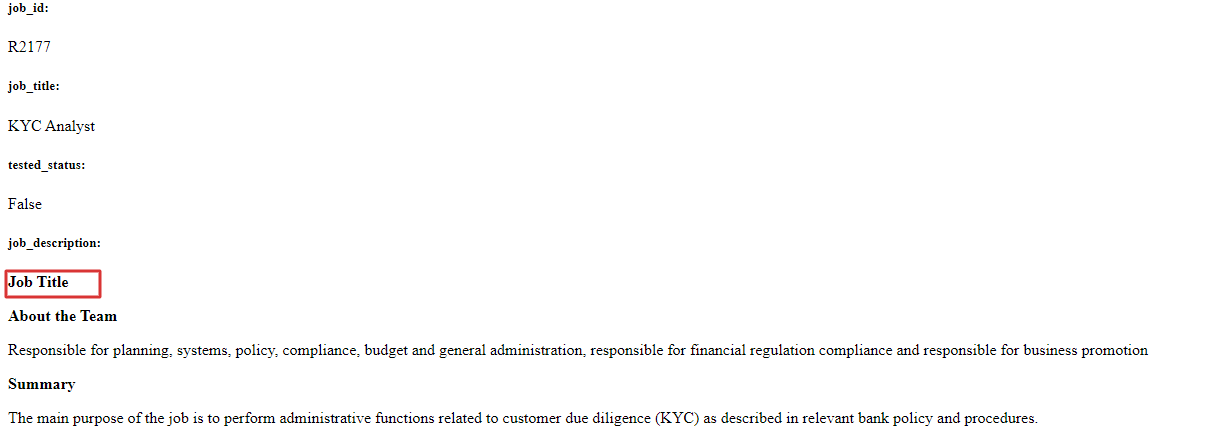 job_id:
R2177
job_title:
KYC Analyst
tested_status:
False
job_description:
Job Title
About the Team
Responsible for planning, systems, policy, compliance, budget and general administration, responsible for financial regulation compliance and responsible for business promotion
Summary
The main purpose of the job is to perform administrative functions related to customer due diligence (KYC) as described in relevant bank policy and procedures.